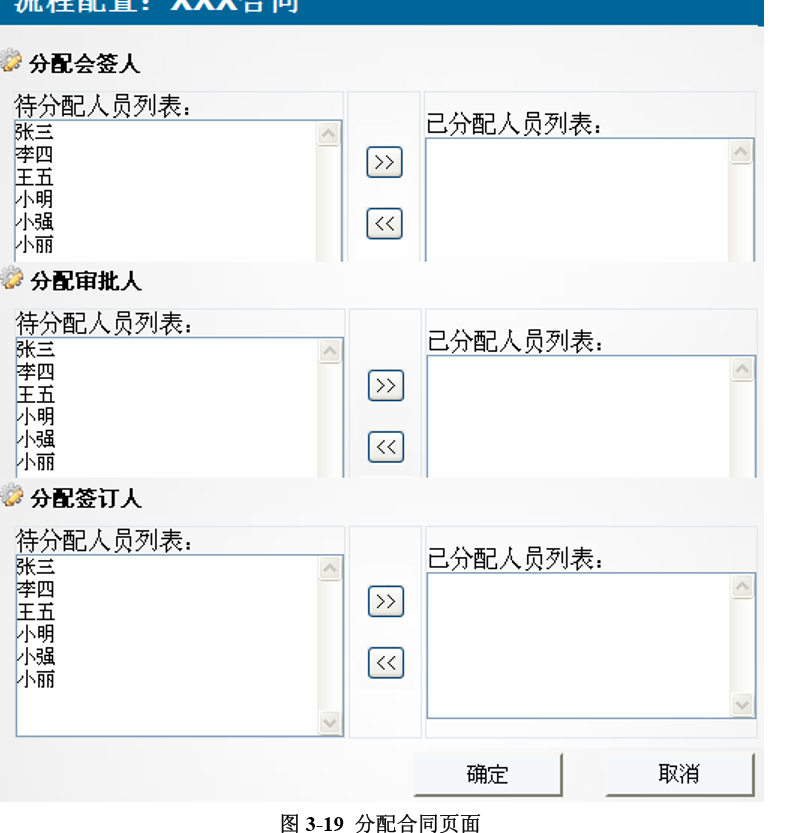 流程配置：XXX合同
分配会签人
待分配人员列表：
张三
李四
王五
小明
小强
小丽
>>
<<
已分配人员列表：
分配审批人
待分配人员列表：
张三
李四
王五
小明
小强
小丽
>>
<<
已分配人员列表：
分配签订人
待分配人员列表：
张三
李四
王五
小明
小强
小丽
>>
<<
已分配人员列表：
确定
取消
图 3-19 分配合同页面